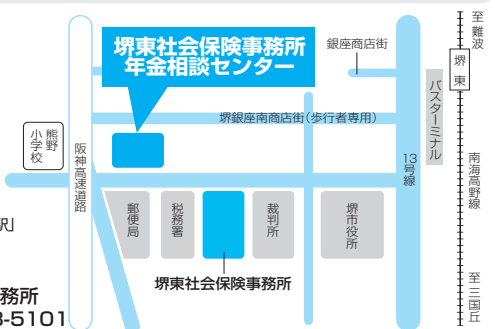 堺東社会保険事務所
年金相談センター
銀座商店街
至難波
堺東
バスターミナル
堺銀座南商店街(歩行者専用)
熊野
小学校
阪神高速道路
13号線
南海高野線
郵便局
税務署
裁判所
堺市役所
駅」
堺東社会保険事務所
至三国丘
務所
-5101